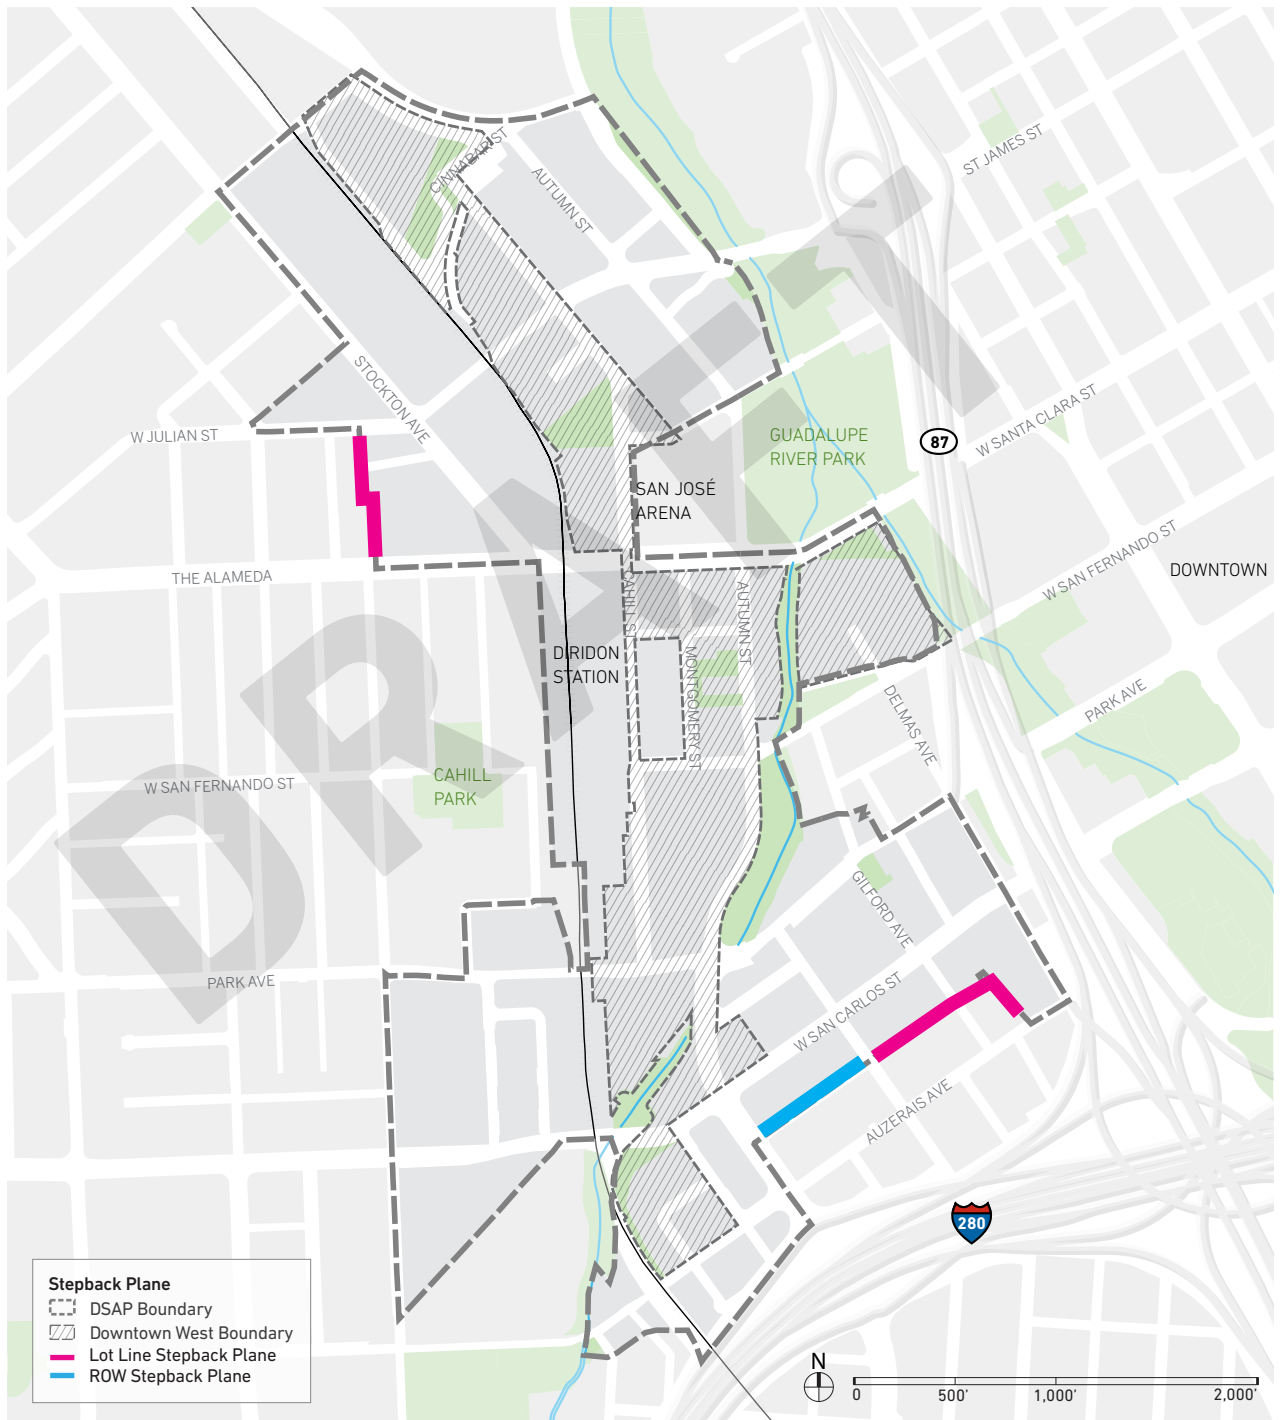 CINNABAR ST
AUTUMN ST
ST JAMES ST
STOCKTON AVE
W JULIAN ST
W SANTA CLARA ST
87
GUADALUPE
RIVER PARK
SAN JOSÉ
ARENA
W SAN FERNANDO ST
DOWNTOWN
THE ALAMEDA
CAHILL ST
AUTUMN ST
DIRIDON
STATION
MONTGOMERY ST
DELMAS AVE
PARK AVE
W SAN FERNANDO ST
CAHILL
PARK
GILFORD AVE
PARK AVE
W SAN CARLOS ST
AUZERAIS AVE
280
DRAFT
Stepback Plane
DSAP Boundary
Downtown West Boundary
Lot Line Stepback Plane
ROW Stepback Plane
N
0 500' 1,000' 2,000'